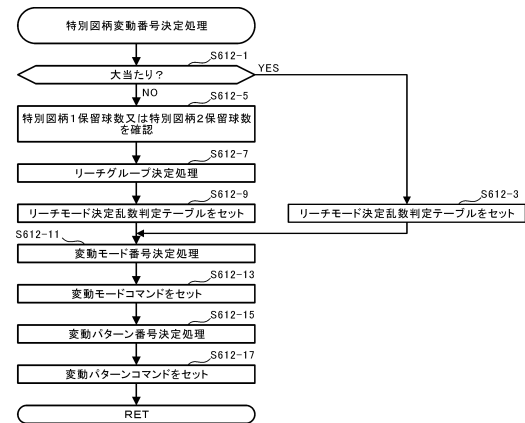 特別図柄変動番号決定処理
S612-1
大当たり？
YES
NO
S612-5
特別図柄１保留球数又は特別図柄２保留球数
を確認
S612-7
リーチグループ決定処理
S612-9
リーチモード決定乱数判定テーブルをセット
S612-3
リーチモード決定乱数判定テーブルをセット
S612-11
変動モード番号決定処理
S612-13
変動モードコマンドをセット
S612-15
変動パターン番号決定処理
S612-17
変動パターンコマンドをセット
RET